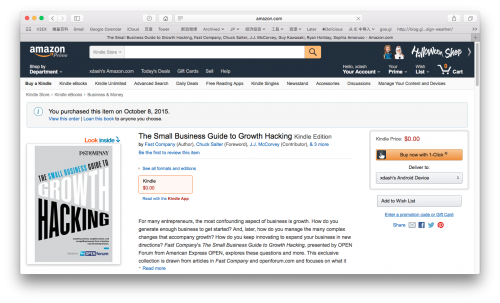 amazon.com
The Small Business Guide to Growth Hacking, Fast Company, Chuck Salter, J.J. McCorvey, Guy Kawasaki, Ryan Holiday, Sophia Amoruso - Amazon.com
amazon
Prime
Kindle Store
Halloween Shop
Shop by
Department
xdash's Amazon.com Today's Deals Gift Cards Sell Help
Hello, xdash
Your Account
Your
Prime
Wish
List
0
Cart
Buy a Kindle Kindle eBooks Kindle Unlimited Advanced Search Daily Deals Free Reading Apps Kindle Singles Newsstand Accessories Discussions Manage Your Content and Devices
Kindle Store › Kindle eBooks › Business & Money
You purchased this item on October 8, 2015.
View this order | Loan this book to anyone you choose.
Look inside
FAST COMPANY
THE SMALL BUSINESS GUIDE TO
GROWTH
HACKING
OPEN forum
The Small Business Guide to Growth Hacking Kindle Edition
by Fast Company (Author), Chuck Salter (Foreword), J.J. McCorvey (Contributor), & 3 more
Be the first to review this item
See all formats and editions
Kindle
$0.00
Read with the Kindle App
For many entrepreneurs, the most confounding aspect of business is growth. How do you
generate enough business to get started? And, later, how do you manage the many complex
changes that accompany growth? How do you keep innovating to expand your business in new
directions? Fast Company's The Small Business Guide to Growth Hacking, presented by OPEN
Forum from American Express OPEN, explores these questions and more. This exclusive
collection is drawn from articles in Fast Company and openforum.com and focuses on what it
Read more
Kindle Price: $0.00
Buy now with 1-Click
Deliver to:
xdash's Android Device
Add to Wish List
Enter a promotion code or Gift Card
Share